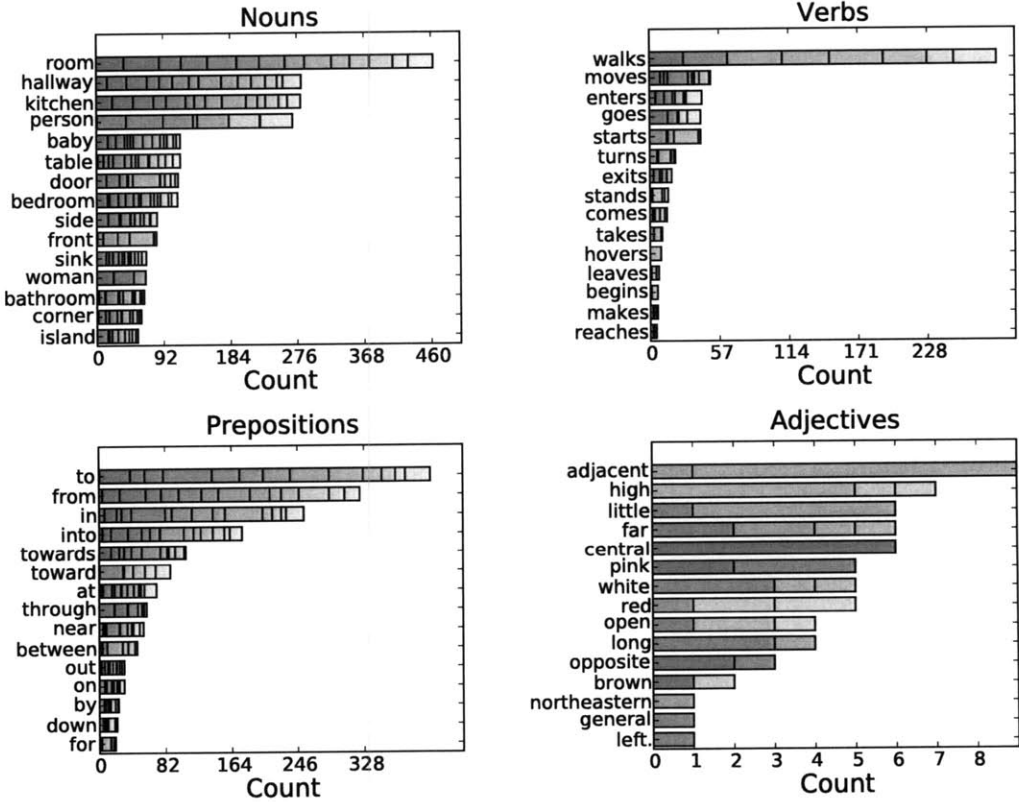 Nouns
room
hallway
kitchen
person
baby
table
door
bedroom
side
front
sink
woman
bathroom
corner
island
0 92 184 276 368 460
Count
Verbs
walks
moves
enters
goes
starts
turns
exits
stands
comes
takes
hovers
leaves
begins
makes
reaches
0 57 114 171 228
Count
Prepositions
to
from
in
into
towards
toward
at
through
near
between
out
on
by
down
for
0 82 164 246 328
Count
Adjectives
adjacent
high
little
far
central
pink
white
red
open
long
opposite
brown
northeastern
general
left.
0 1 2 3 4 5 6 7 8
Count